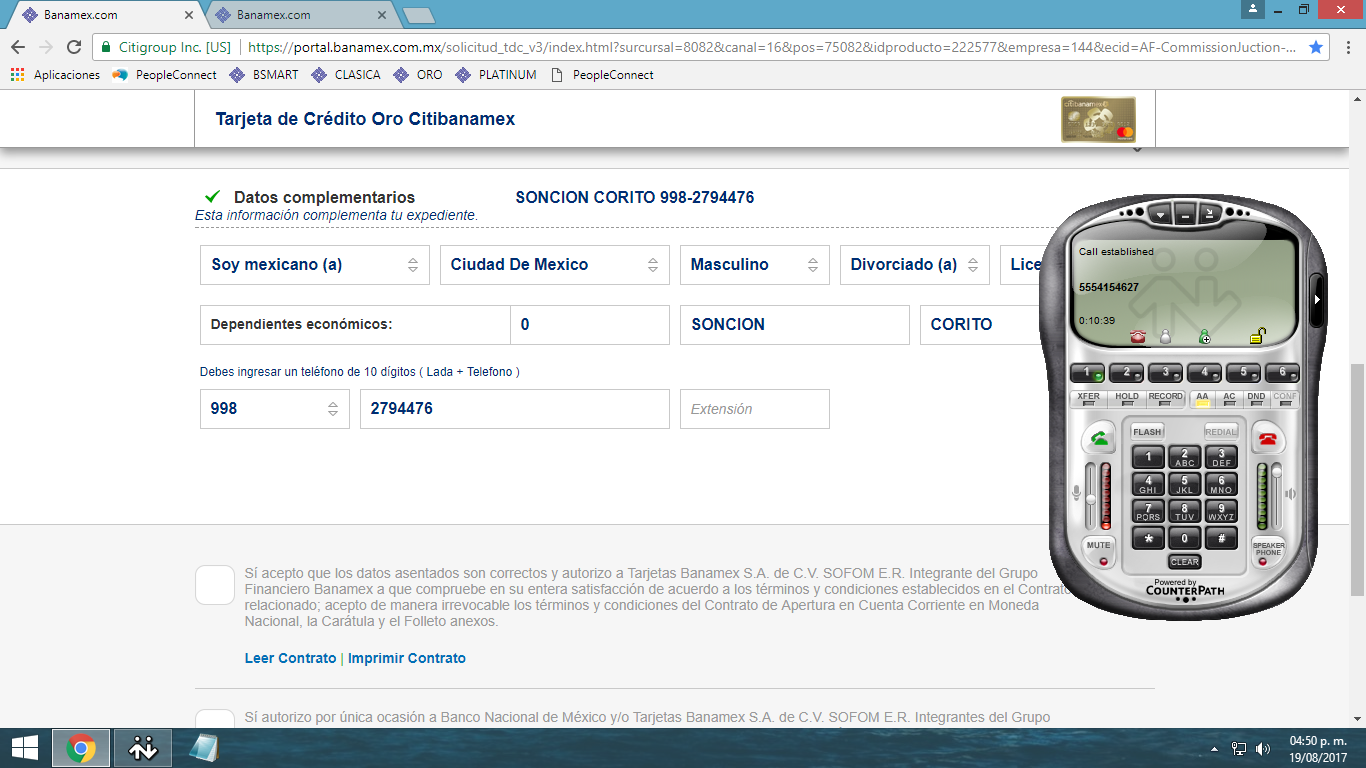 Banamex.com
Banamex.com
Citigroup Inc. [US]
https://portal.banamex.com.mx/solicitud_tdc_v3/index.html?surcursal=8082&canal=16&pos=75082&idproducto=222577&empresa=144&ecid=AF-CommissionJuction-...
Aplicaciones PeopleConnect BSMART CLASICA ORO PLATINUM PeopleConnect
Tarjeta de Crédito Oro Citibanamex
citibanamex
Datos complementarios SONCION CORITO 998-2794476
Esta información complementa tu expediente.
Soy mexicano (a) Ciudad De Mexico Masculino Divorciado (a) Lice
Dependientes económicos: 0 SONCION CORITO
Debes ingresar un teléfono de 10 dígitos ( Lada + Telefono )
998 2794476 Extensión
Sí acepto que los datos asentados son correctos y autorizo a Tarjetas Banamex S.A. de C.V. SOFOM E.R. Integrante del Grupo
Financiero Banamex a que compruebe en su entera satisfacción de acuerdo a los términos y condiciones establecidos en el Contrato
relacionado; acepto de manera irrevocable los términos y condiciones del Contrato de Apertura en Cuenta Corriente en Moneda
Nacional, la Carátula y el Folleto anexos.
Leer Contrato | Imprimir Contrato
Sí autorizo por única ocasión a Banco Nacional de México y/o Tarjetas Banamex S.A. de C.V. SOFOM E.R. Integrantes del Grupo
Call established
5554154627
0:10:39
1 2 3 4 5 6
XFER HOLD RECORD AA AC DND CONF
FLASH REDIAL
1 2 ABC 3 DEF
4 GHI 5 JKL 6 MNO
7 PQRS 8 TUV 9 WXYZ
* 0 #
MUTE
SPEAKER PHONE
CLEAR
Powered by
COUNTERPATH
04:50 p. m.
19/08/2017